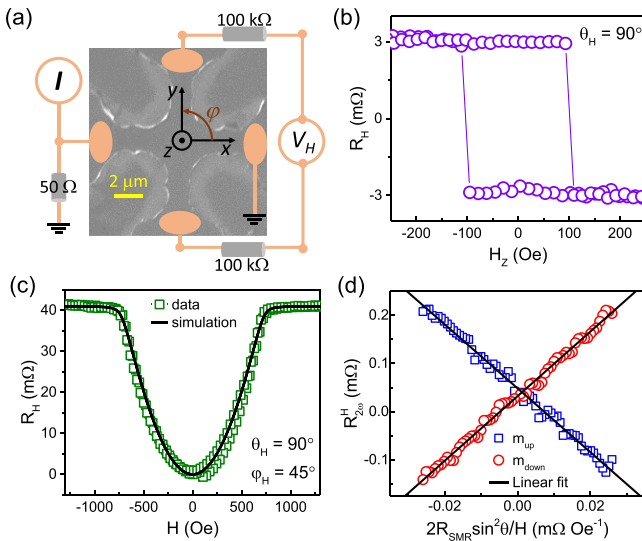 (a)
100 kΩ
I
y
φ
z
x
V_H
50 Ω
2 μm
100 kΩ
(b)
θ_H = 90°
3
0
-3
R_H (mΩ)
-200
-100
0
100
200
H_Z (Oe)
(c)
data
simulation
40
30
20
10
0
R_H (mΩ)
θ_H = 90°
φ_H = 45°
-1000
-500
0
500
1000
H (Oe)
(d)
0.2
0.1
0.0
-0.1
R^H_2ω (mΩ)
m_up
m_down
Linear fit
-0.02
0.00
0.02
2R_SMR sin²θ/H (mΩ Oe⁻¹)